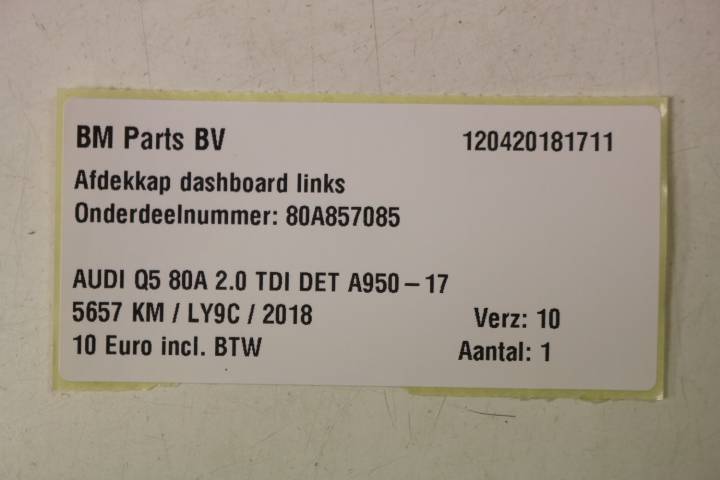 BM Parts BV 120420181711
Afdekkap dashboard links
Onderdeelnummer: 80A857085
AUDI Q5 80A 2.0 TDI DET A950-17
5657 KM / LY9C / 2018 Verz: 10
10 Euro incl. BTW Aantal: 1